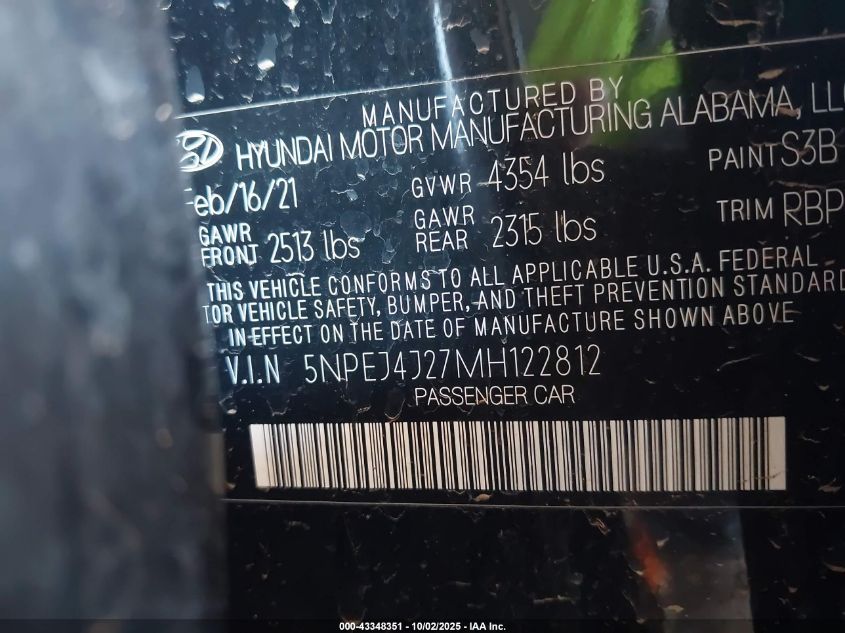 MANUFACTURED BY
HYUNDAI MOTOR MANUFACTURING ALABAMA, LLC
Feb/16/21 GVWR 4354 lbs PAINT S3B
GAWR FRONT 2513 lbs GAWR REAR 2315 lbs TRIM RBP
THIS VEHICLE CONFORMS TO ALL APPLICABLE U.S.A. FEDERAL
TOR VEHICLE SAFETY, BUMPER, AND THEFT PREVENTION STANDARD
IN EFFECT ON THE DATE OF MANUFACTURE SHOWN ABOVE
V.I.N 5NPEJ4J27MH122812
PASSENGER CAR
000-43348351 - 10/02/2025 - IAA Inc.